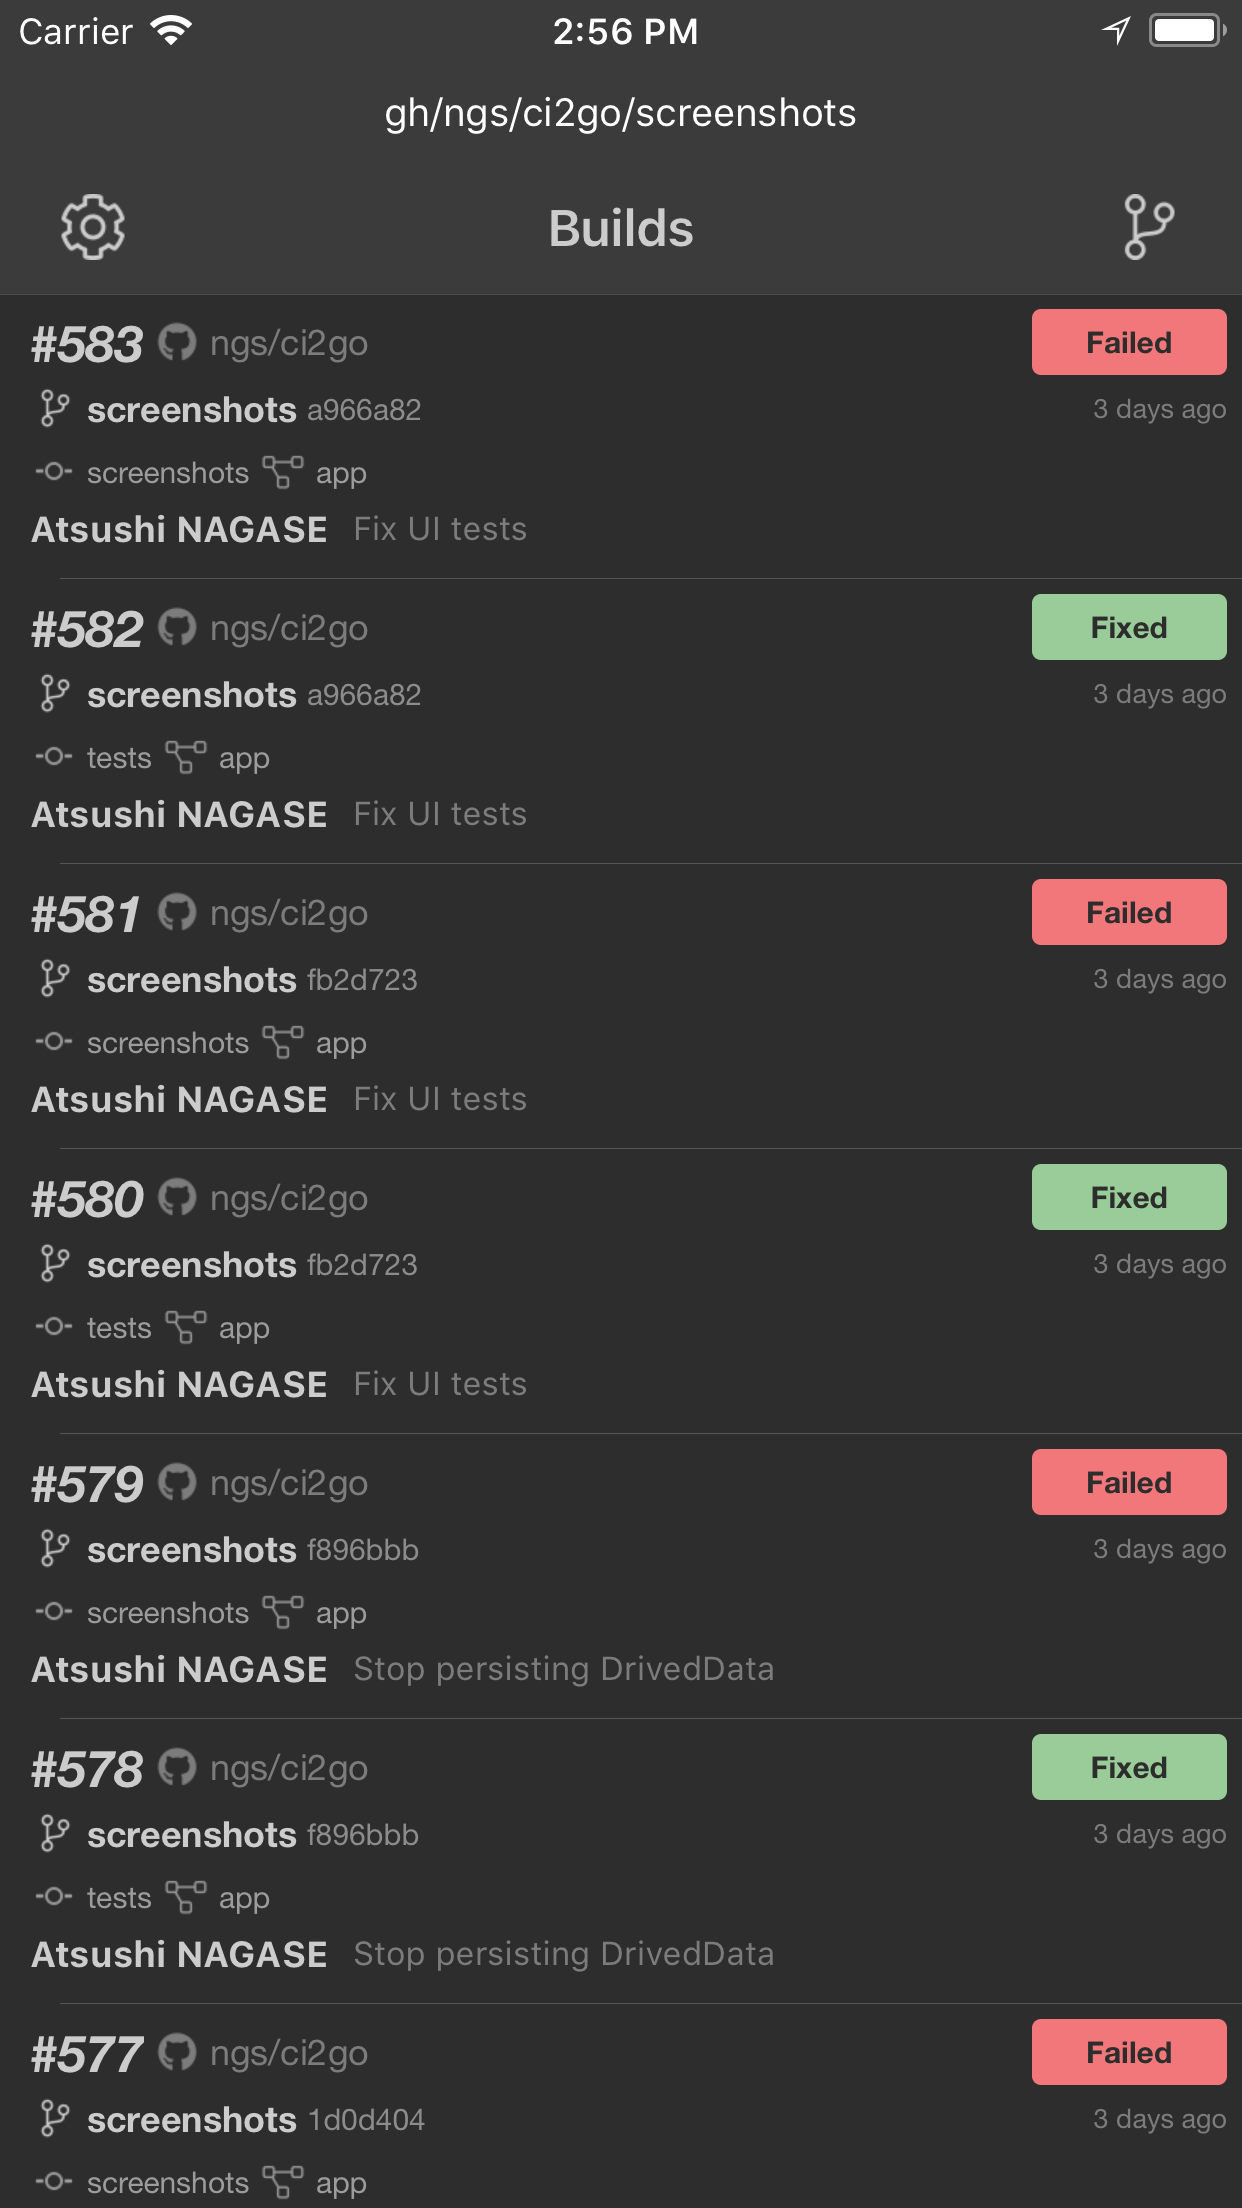 Carrier 2:56 PM
gh/ngs/ci2go/screenshots
Builds
#583 ngs/ci2go Failed
screenshots a966a82 3 days ago
screenshots app
Atsushi NAGASE Fix UI tests
#582 ngs/ci2go Fixed
screenshots a966a82 3 days ago
tests app
Atsushi NAGASE Fix UI tests
#581 ngs/ci2go Failed
screenshots fb2d723 3 days ago
screenshots app
Atsushi NAGASE Fix UI tests
#580 ngs/ci2go Fixed
screenshots fb2d723 3 days ago
tests app
Atsushi NAGASE Fix UI tests
#579 ngs/ci2go Failed
screenshots f896bbb 3 days ago
screenshots app
Atsushi NAGASE Stop persisting DrivedData
#578 ngs/ci2go Fixed
screenshots f896bbb 3 days ago
tests app
Atsushi NAGASE Stop persisting DrivedData
#577 ngs/ci2go Failed
screenshots 1d0d404 3 days ago
screenshots app